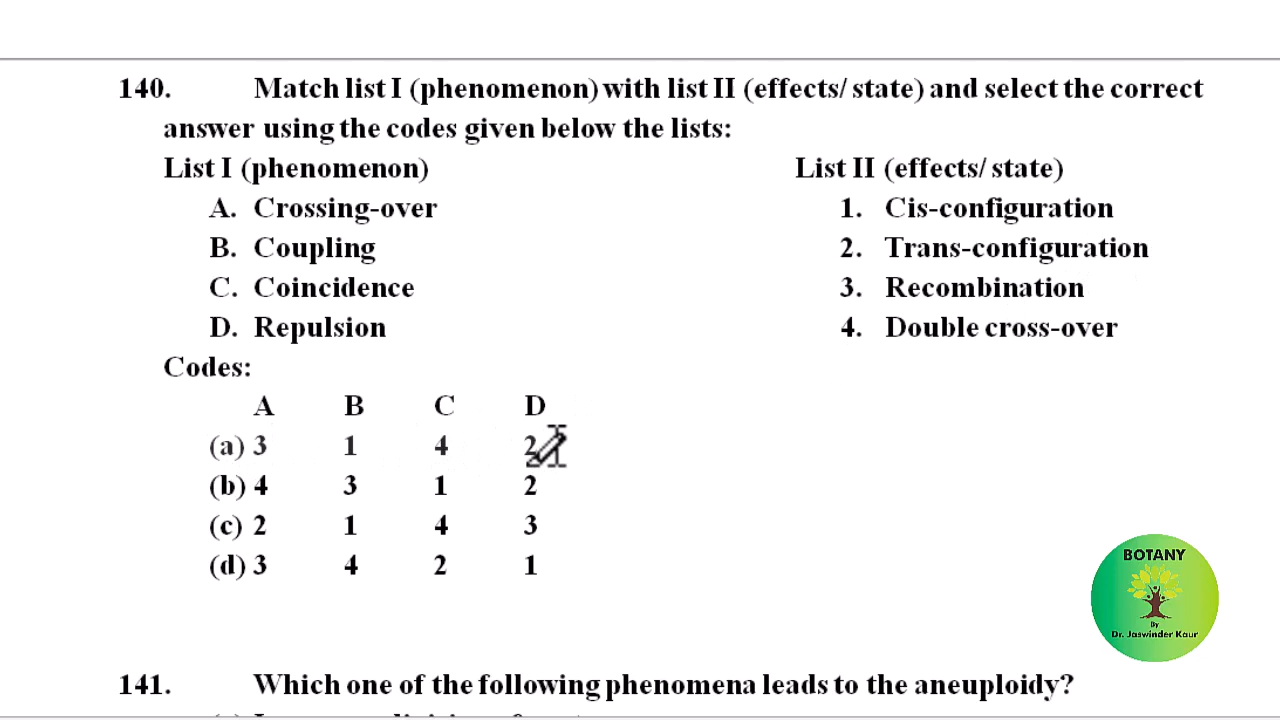 140. Match list I (phenomenon) with list II (effects/ state) and select the correct
answer using the codes given below the lists:
List I (phenomenon) List II (effects/ state)
A. Crossing-over 1. Cis-configuration
B. Coupling 2. Trans-configuration
C. Coincidence 3. Recombination
D. Repulsion 4. Double cross-over
Codes:
A B C D
(a) 3 1 4 2
(b) 4 3 1 2
(c) 2 1 4 3
(d) 3 4 2 1
BOTANY
By
Dr. Jaswinder Kaur
141. Which one of the following phenomena leads to the aneuploidy?